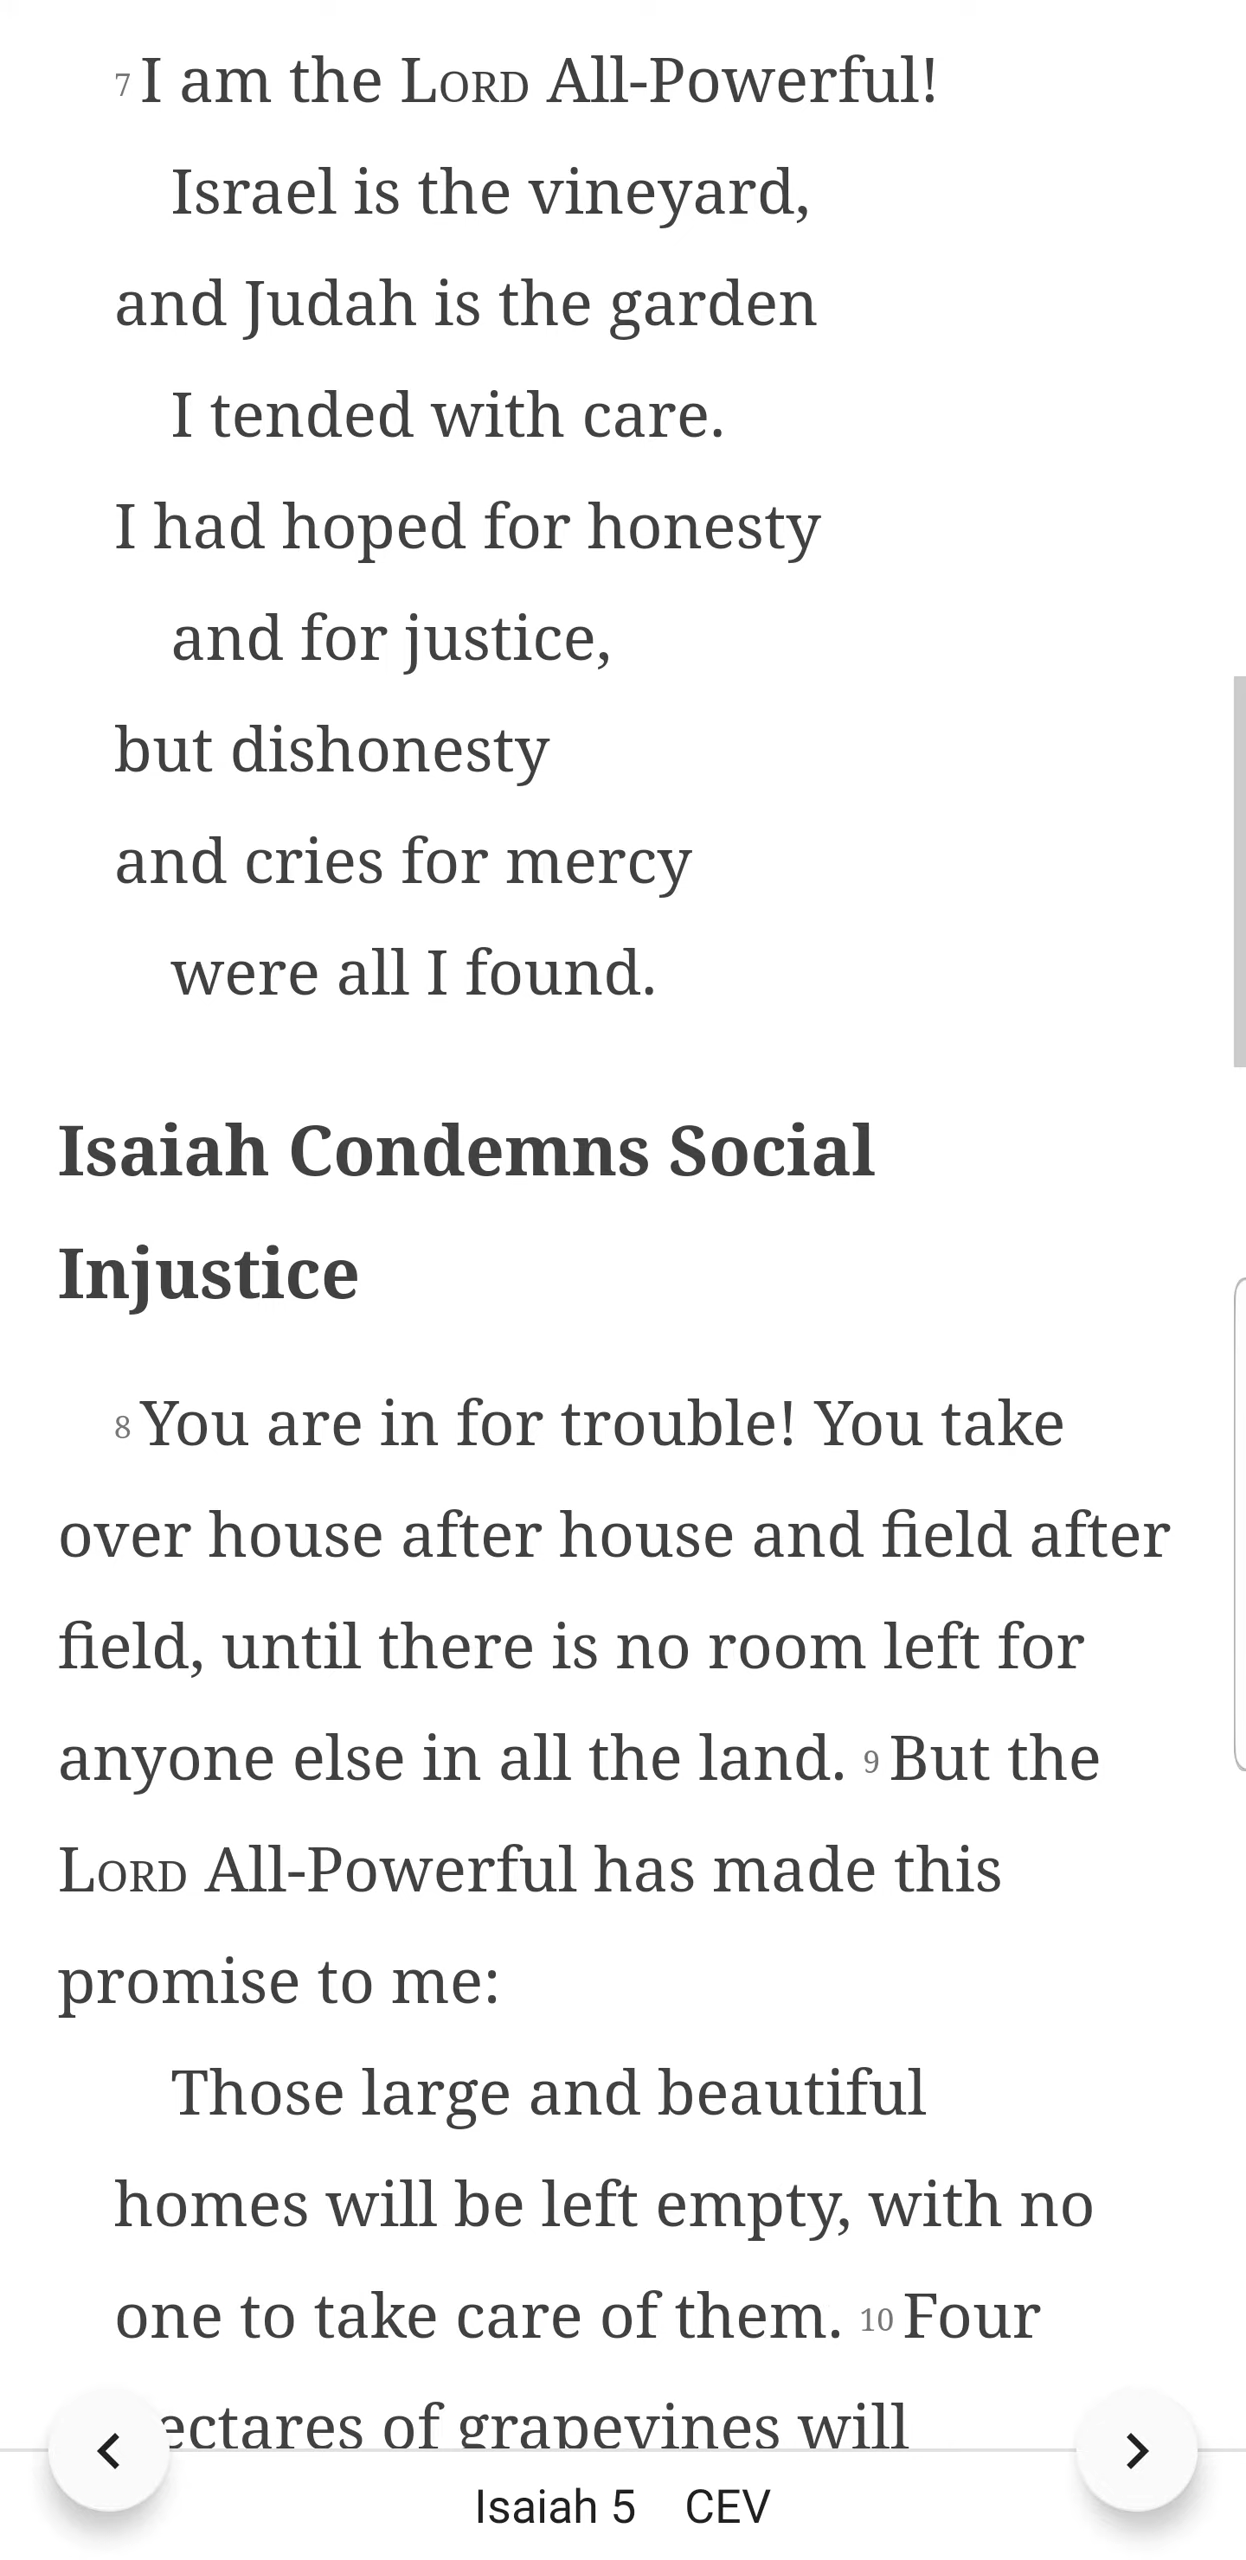 7 I am the LORD All-Powerful!
Israel is the vineyard,
and Judah is the garden
I tended with care.
I had hoped for honesty
and for justice,
but dishonesty
and cries for mercy
were all I found.
Isaiah Condemns Social
Injustice
8 You are in for trouble! You take
over house after house and field after
field, until there is no room left for
anyone else in all the land. 9 But the
LORD All-Powerful has made this
promise to me:
Those large and beautiful
homes will be left empty, with no
one to take care of them. 10 Four
ectares of grapevines will
Isaiah 5 CEV